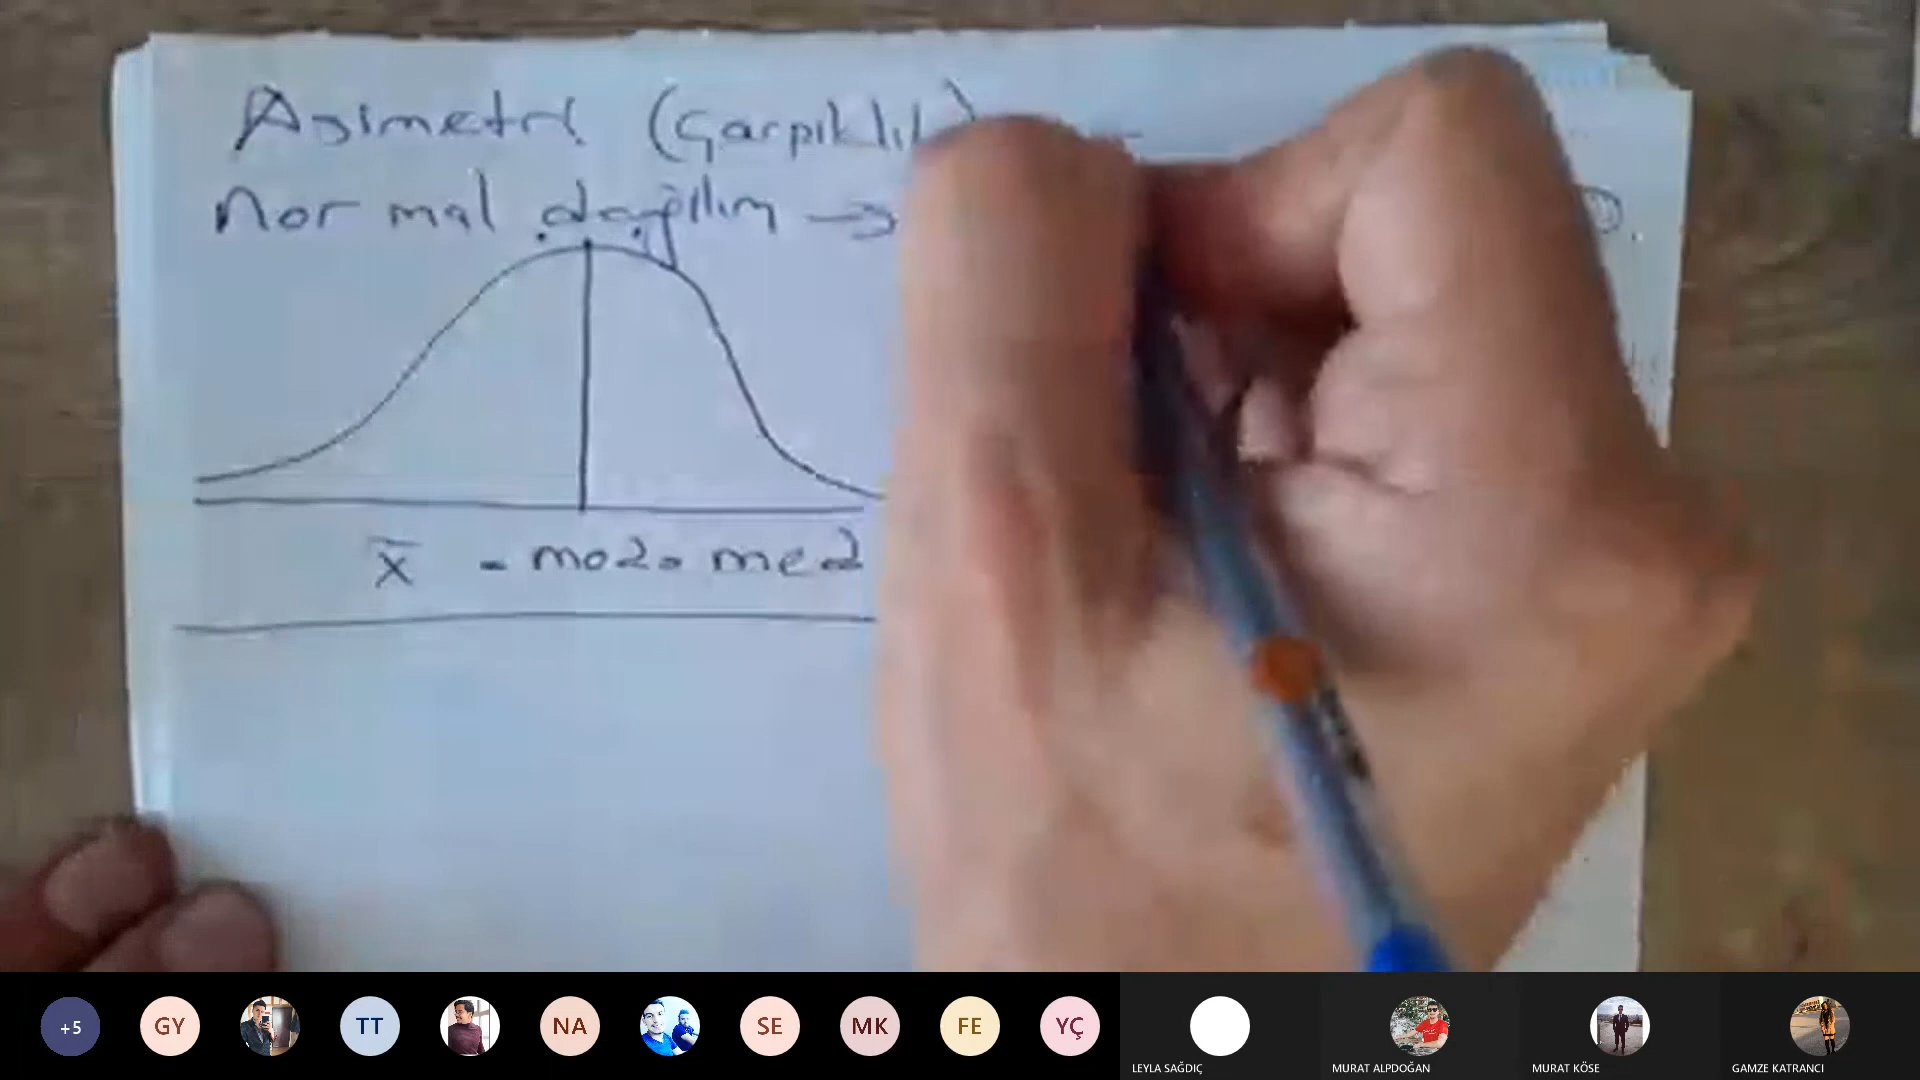 Asimetri (Çarpıklık)
Normal dağılım →
x̄ = mod = med
+5
GY
TT
NA
SE
MK
FE
YÇ
LEYLA SAĞDIÇ
MURAT ALPDOĞAN
MURAT KÖSE
GAMZE KATRANCI